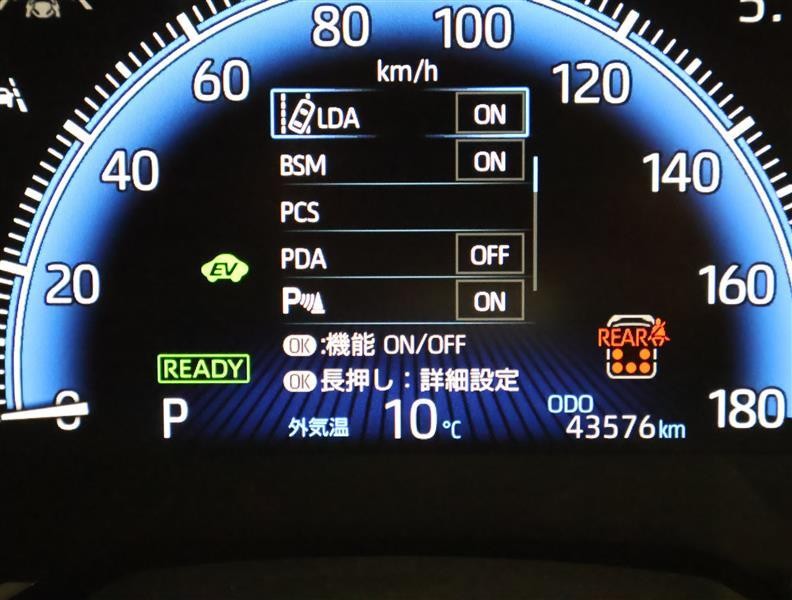 5.
80
100
km/h
60
120
LDA ON
40
BSM ON
140
PCS
EV
PDA OFF
20
160
P ON
REAR
OK:機能 ON/OFF
READY
OK長押し:詳細設定
0
P
外気温 10℃
ODO
43576km
180